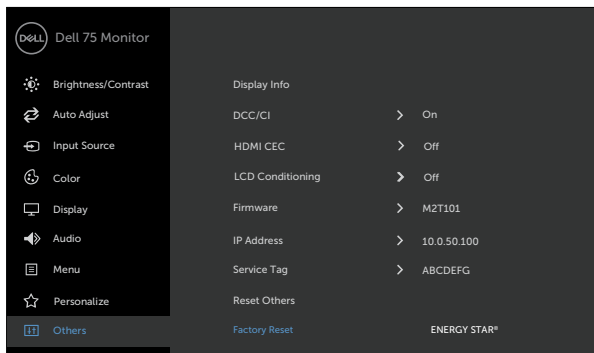 DELL Dell 75 Monitor
Brightness/Contrast
Display Info
Auto Adjust
DCC/CI > On
Input Source
HDMI CEC > Off
Color
LCD Conditioning > Off
Display
Firmware > M2T101
Audio
IP Address > 10.0.50.100
Menu
Service Tag > ABCDEFG
Personalize
Reset Others
Others
Factory Reset ENERGY STAR®